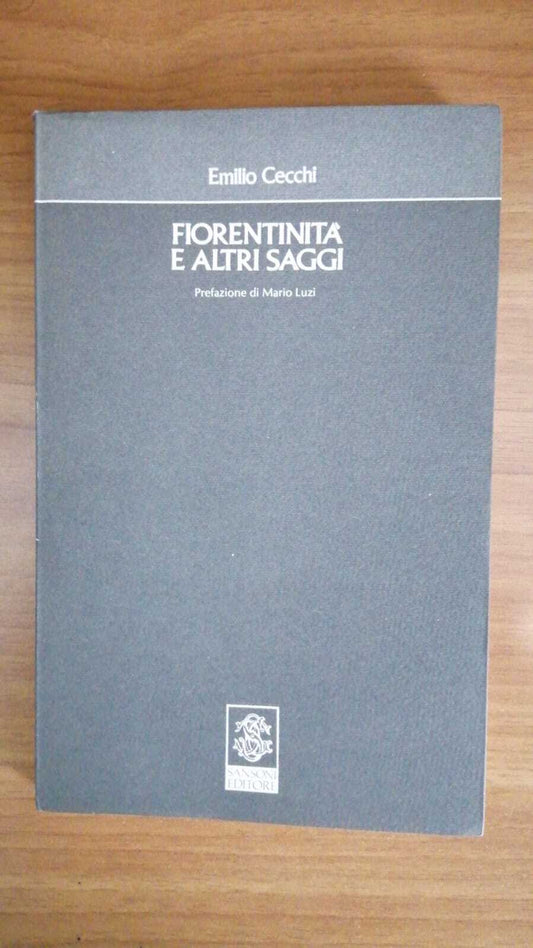 Emilio Cecchi
FIORENTINITÀ
E ALTRI SAGGI
Prefazione di Mario Luzi
SANSONI
EDITORE